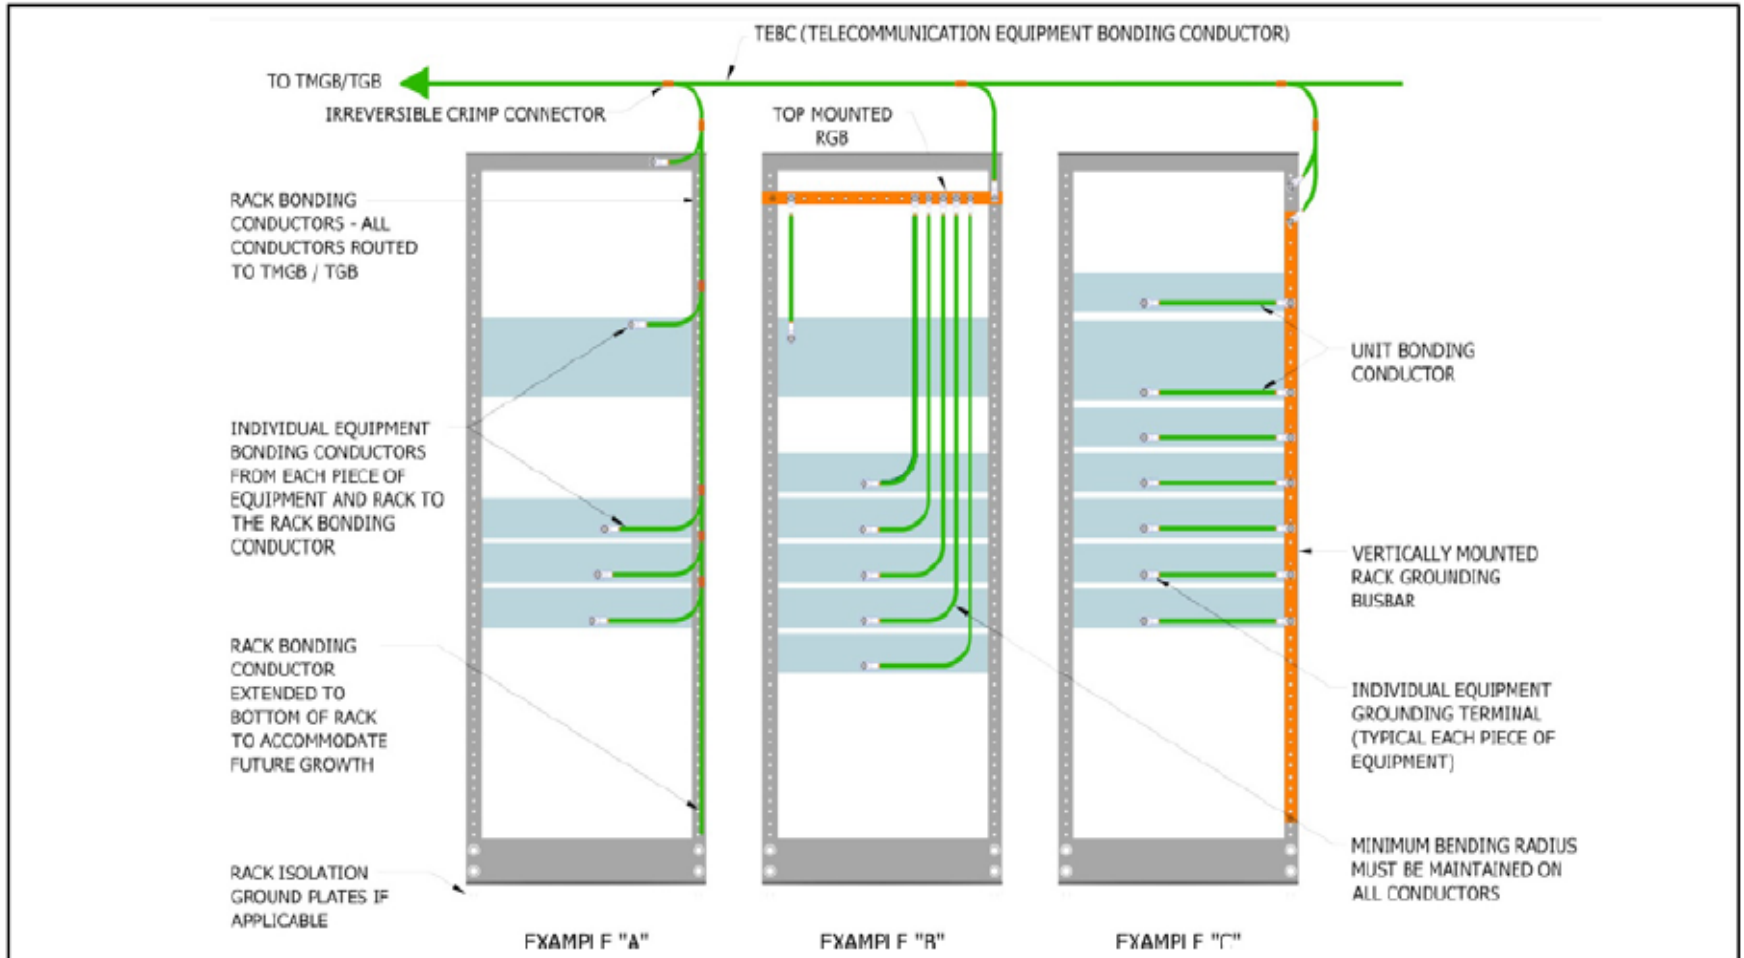 TEBC (TELECOMMUNICATION EQUIPMENT BONDING CONDUCTOR)
TO TMGB/TGB
IRREVERSIBLE CRIMP CONNECTOR
TOP MOUNTED
RGB
RACK BONDING
CONDUCTORS - ALL
CONDUCTORS ROUTED
TO TMGB / TGB
INDIVIDUAL EQUIPMENT
BONDING CONDUCTORS
FROM EACH PIECE OF
EQUIPMENT AND RACK TO
THE RACK BONDING
CONDUCTOR
RACK BONDING
CONDUCTOR
EXTENDED TO
BOTTOM OF RACK
TO ACCOMMODATE
FUTURE GROWTH
RACK ISOLATION
GROUND PLATES IF
APPLICABLE
UNIT BONDING
CONDUCTOR
VERTICALLY MOUNTED
RACK GROUNDING
BUSBAR
INDIVIDUAL EQUIPMENT
GROUNDING TERMINAL
(TYPICAL EACH PIECE OF
EQUIPMENT)
MINIMUM BENDING RADIUS
MUST BE MAINTAINED ON
ALL CONDUCTORS
EXAMPLE "A"
EXAMPLE "B"
EXAMPLE "C"